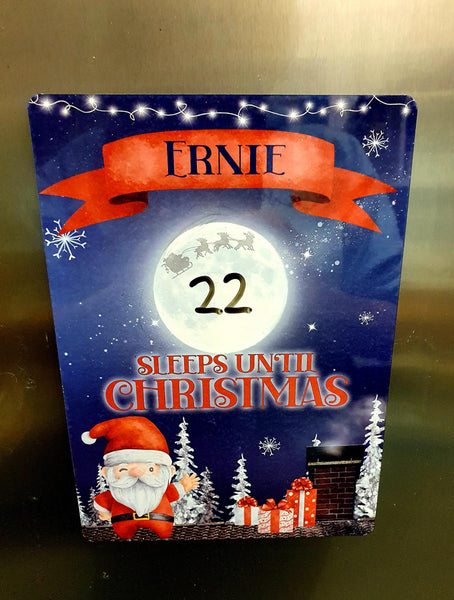 ERNIE
22
SLEEPS UNTIL
CHRISTMAS